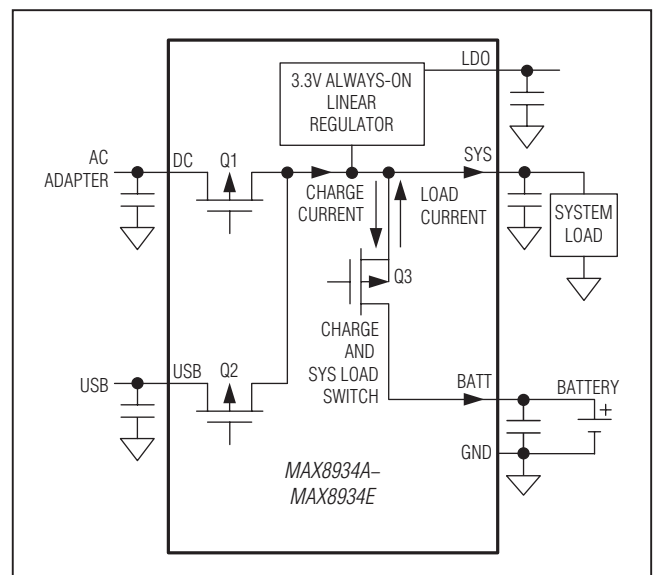 3.3V ALWAYS-ON
LINEAR
REGULATOR
LDO
AC
ADAPTER
DC
Q1
CHARGE
CURRENT
LOAD
CURRENT
SYS
SYSTEM
LOAD
Q3
CHARGE
AND
SYS LOAD
SWITCH
USB
USB
Q2
BATT
BATTERY
+
GND
MAX8934A–
MAX8934E